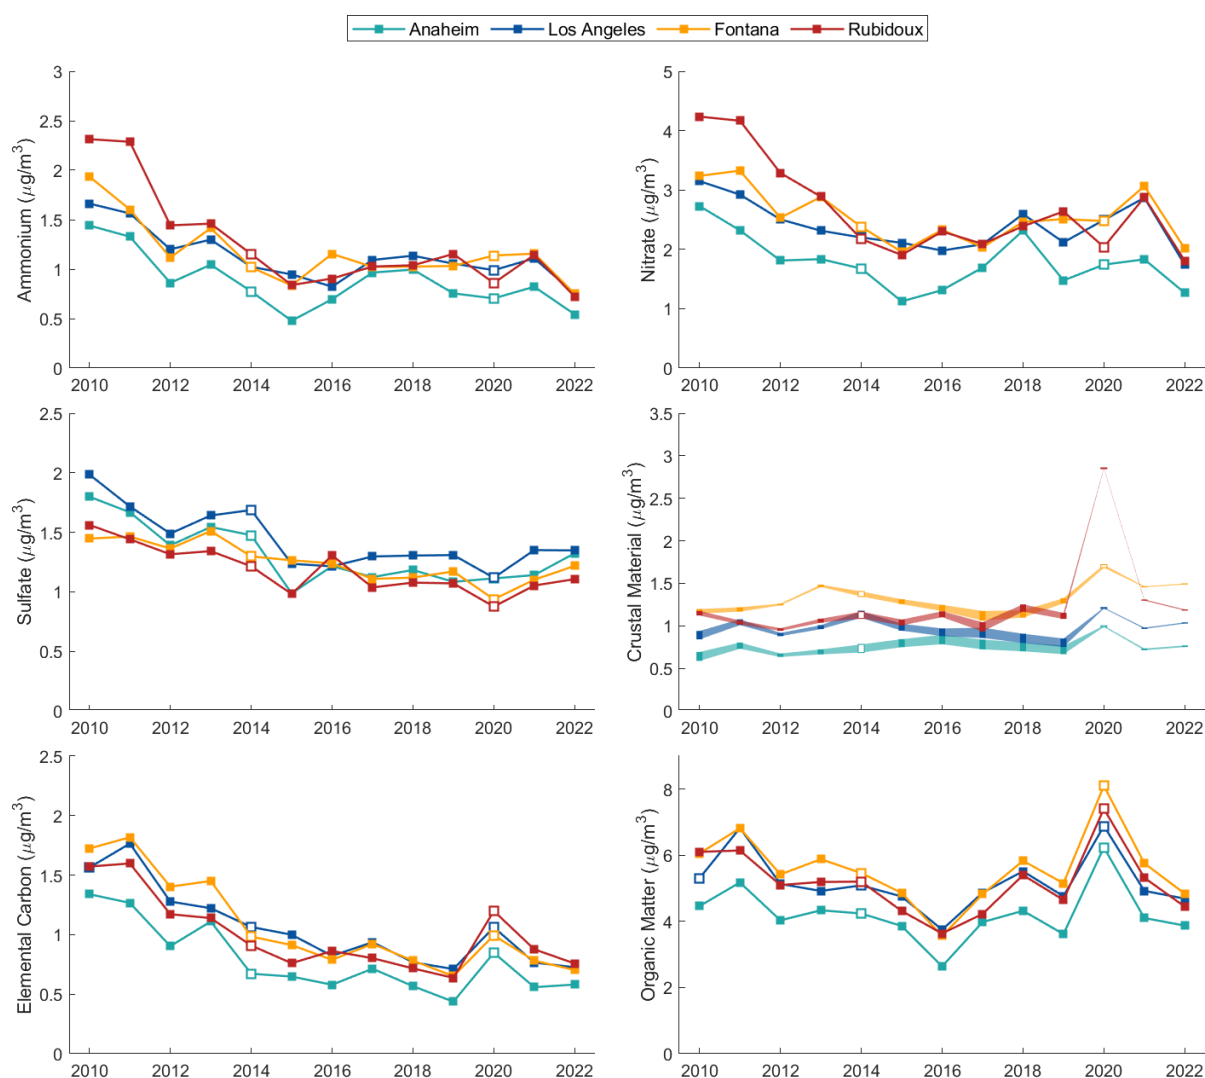 Anaheim Los Angeles Fontana Rubidoux
Ammonium (μg/m³)
3
2.5
2
1.5
1
0.5
0
2010 2012 2014 2016 2018 2020 2022
Nitrate (μg/m³)
5
4
3
2
1
0
2010 2012 2014 2016 2018 2020 2022
Sulfate (μg/m³)
2.5
2
1.5
1
0.5
0
2010 2012 2014 2016 2018 2020 2022
Crustal Material (μg/m³)
3.5
3
2.5
2
1.5
1
0.5
0
2010 2012 2014 2016 2018 2020 2022
Elemental Carbon (μg/m³)
2.5
2
1.5
1
0.5
0
2010 2012 2014 2016 2018 2020 2022
Organic Matter (μg/m³)
8
6
4
2
0
2010 2012 2014 2016 2018 2020 2022